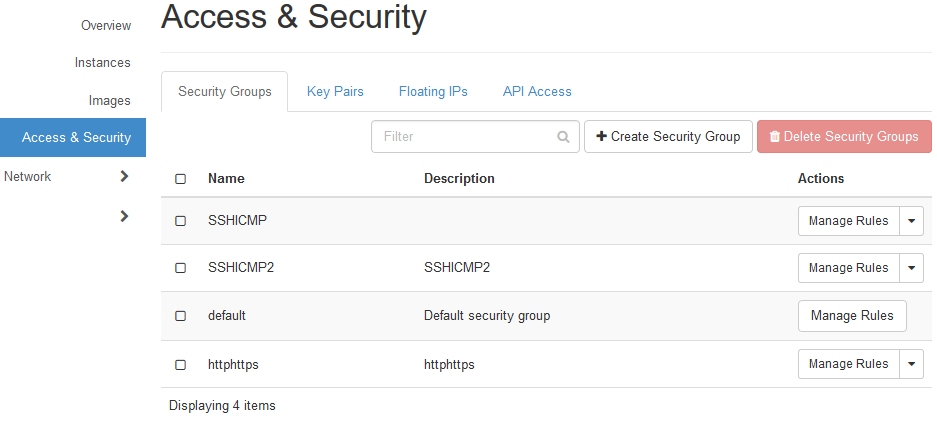 Access & Security
Overview
Instances
Images
Access & Security
Network
Security Groups Key Pairs Floating IPs API Access
Filter Create Security Group Delete Security Groups
Name Description Actions
SSHICMP Manage Rules
SSHICMP2 SSHICMP2 Manage Rules
default Default security group Manage Rules
httphttps httphttps Manage Rules
Displaying 4 items